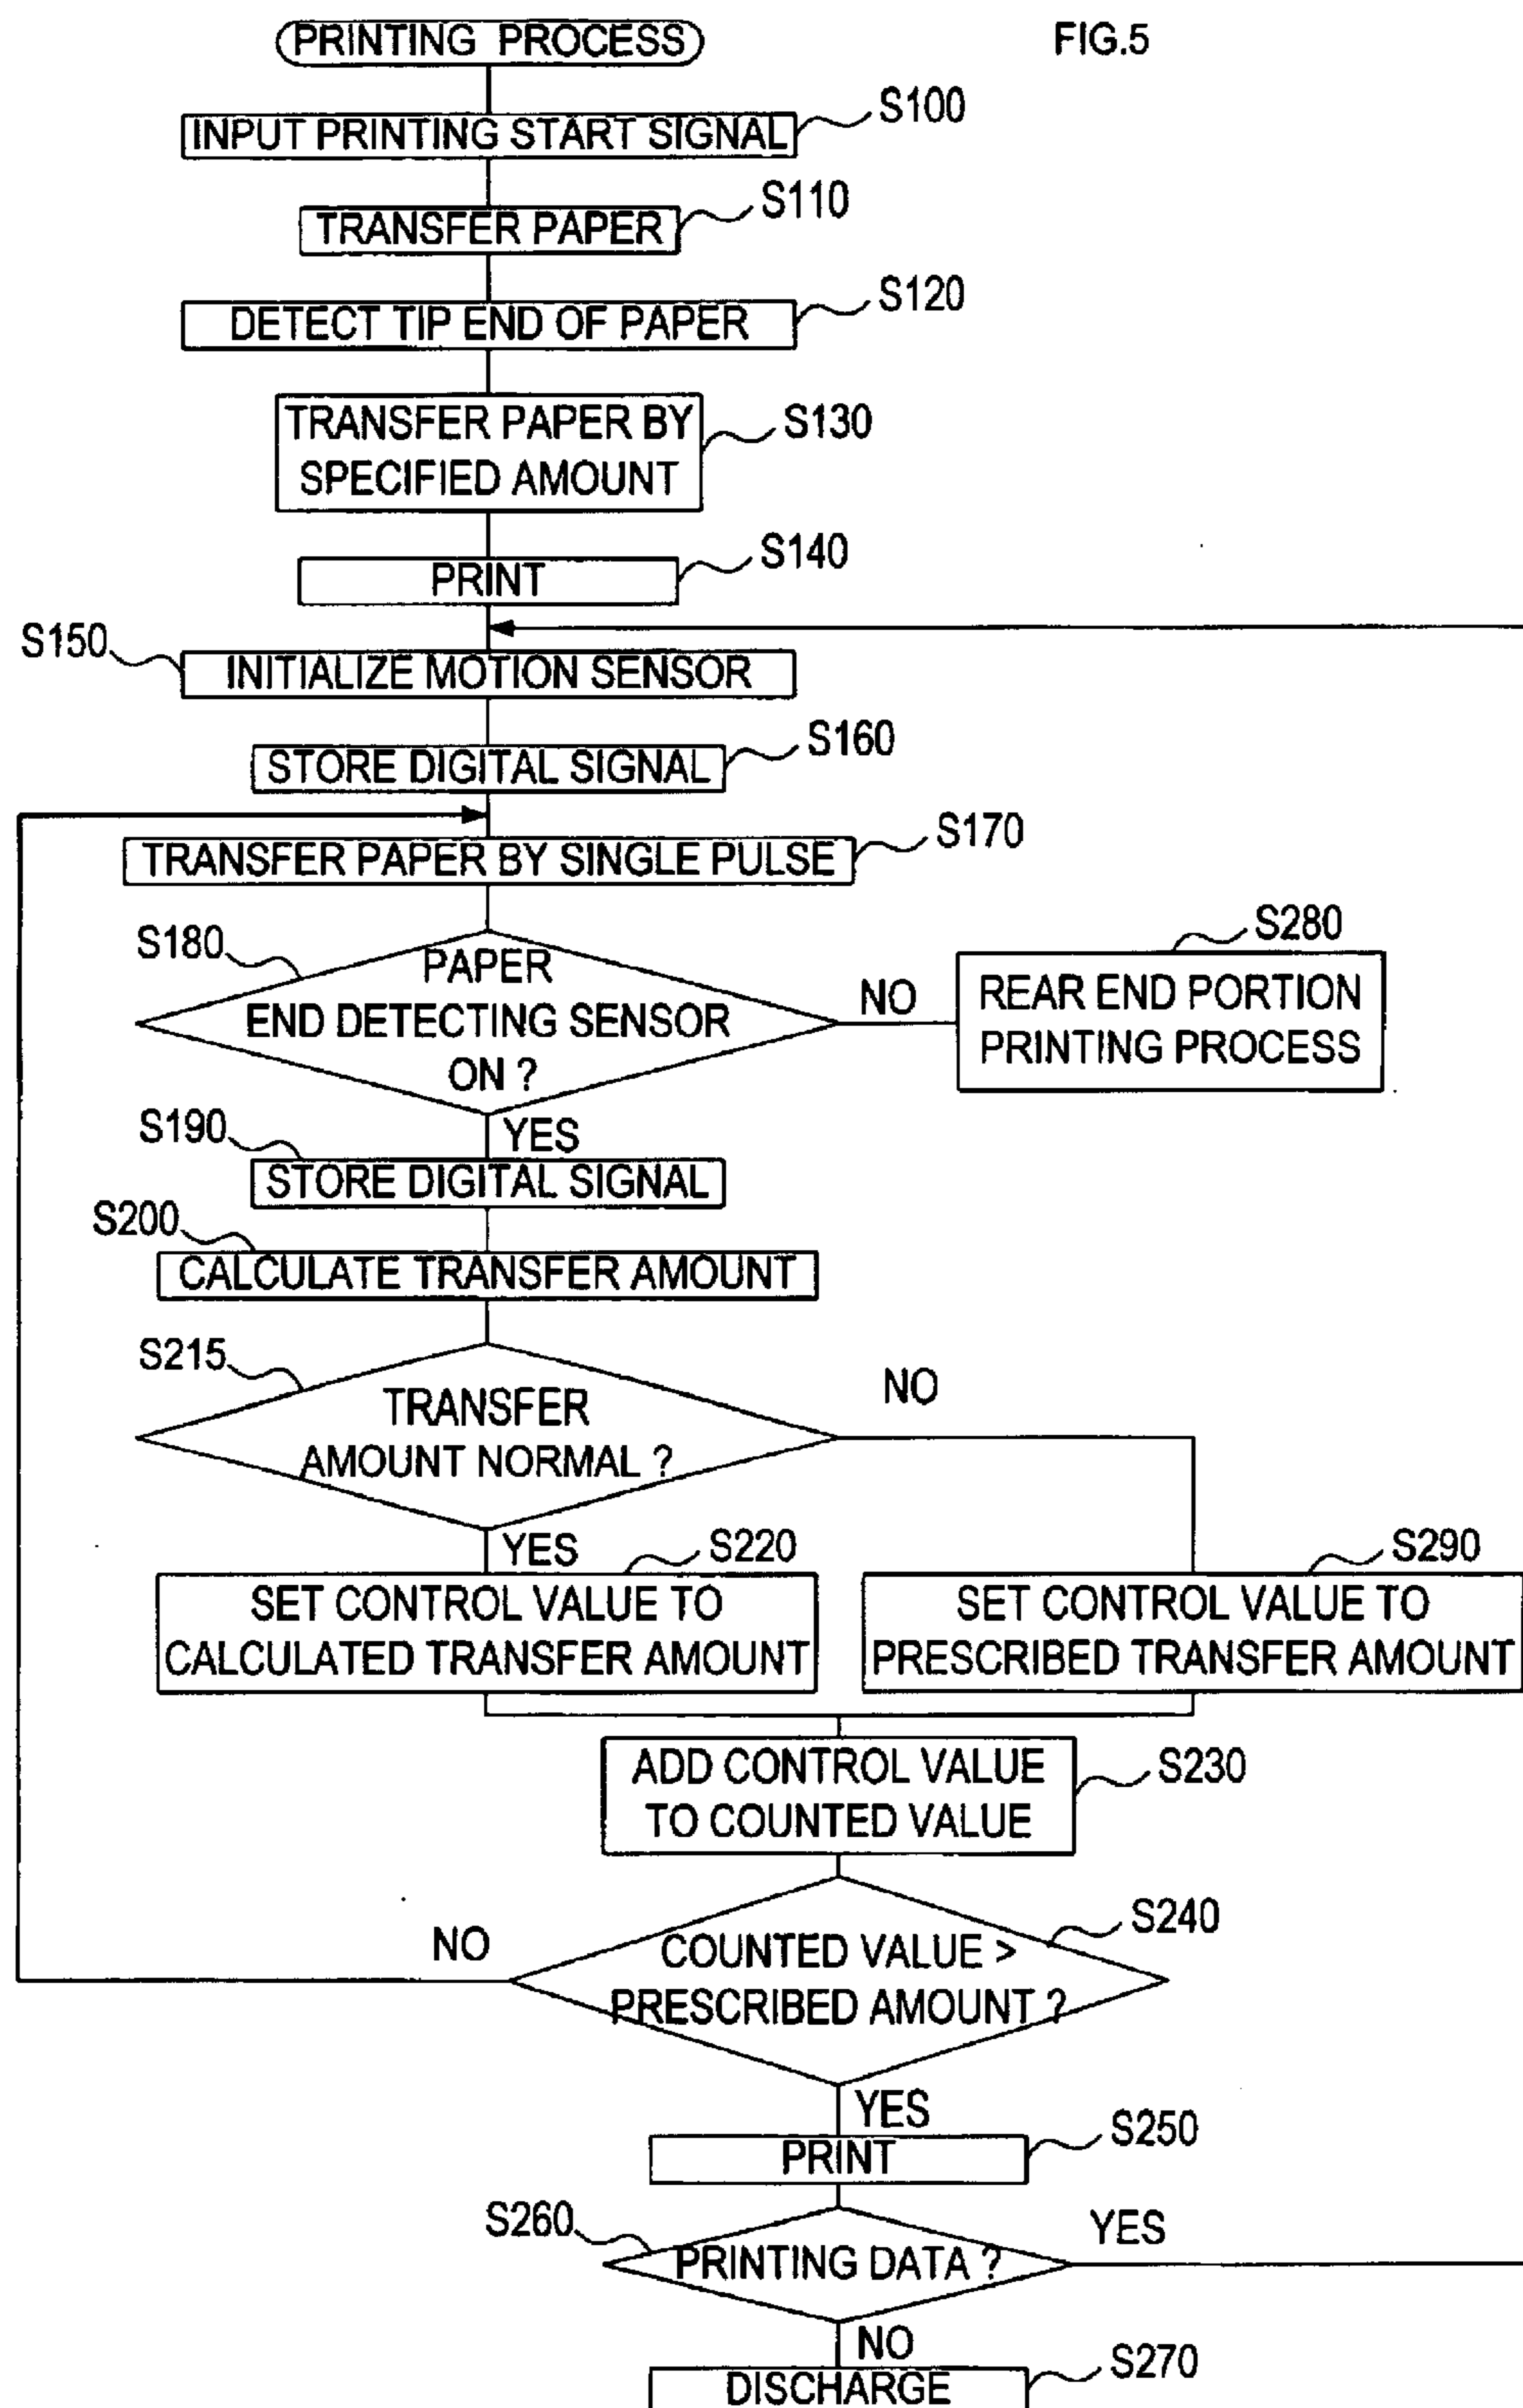 PRINTING PROCESS
FIG.5
INPUT PRINTING START SIGNAL
S100
TRANSFER PAPER
S110
DETECT TIP END OF PAPER
S120
TRANSFER PAPER BY
SPECIFIED AMOUNT
S130
PRINT
S140
S150
INITIALIZE MOTION SENSOR
STORE DIGITAL SIGNAL
S160
TRANSFER PAPER BY SINGLE PULSE
S170
S180
PAPER
END DETECTING SENSOR
ON ?
NO
S280
REAR END PORTION
PRINTING PROCESS
YES
S190
STORE DIGITAL SIGNAL
S200
CALCULATE TRANSFER AMOUNT
S215
TRANSFER
AMOUNT NORMAL ?
NO
YES
S220
SET CONTROL VALUE TO
CALCULATED TRANSFER AMOUNT
S290
SET CONTROL VALUE TO
PRESCRIBED TRANSFER AMOUNT
ADD CONTROL VALUE
TO COUNTED VALUE
S230
NO
COUNTED VALUE >
PRESCRIBED AMOUNT ?
S240
YES
PRINT
S250
S260
PRINTING DATA ?
YES
NO
DISCHARGE
S270